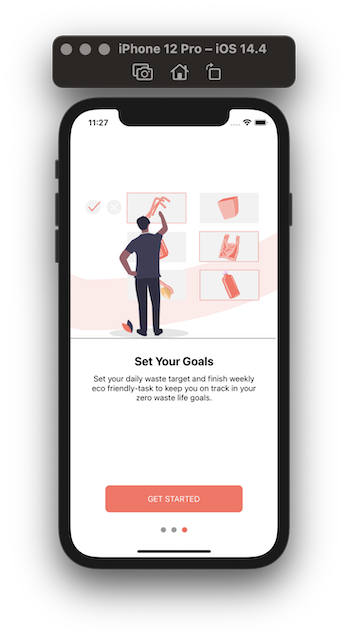 iPhone 12 Pro – iOS 14.4
11:27
Set Your Goals
Set your daily waste target and finish weekly
eco friendly-task to keep you on track in your
zero waste life goals.
GET STARTED